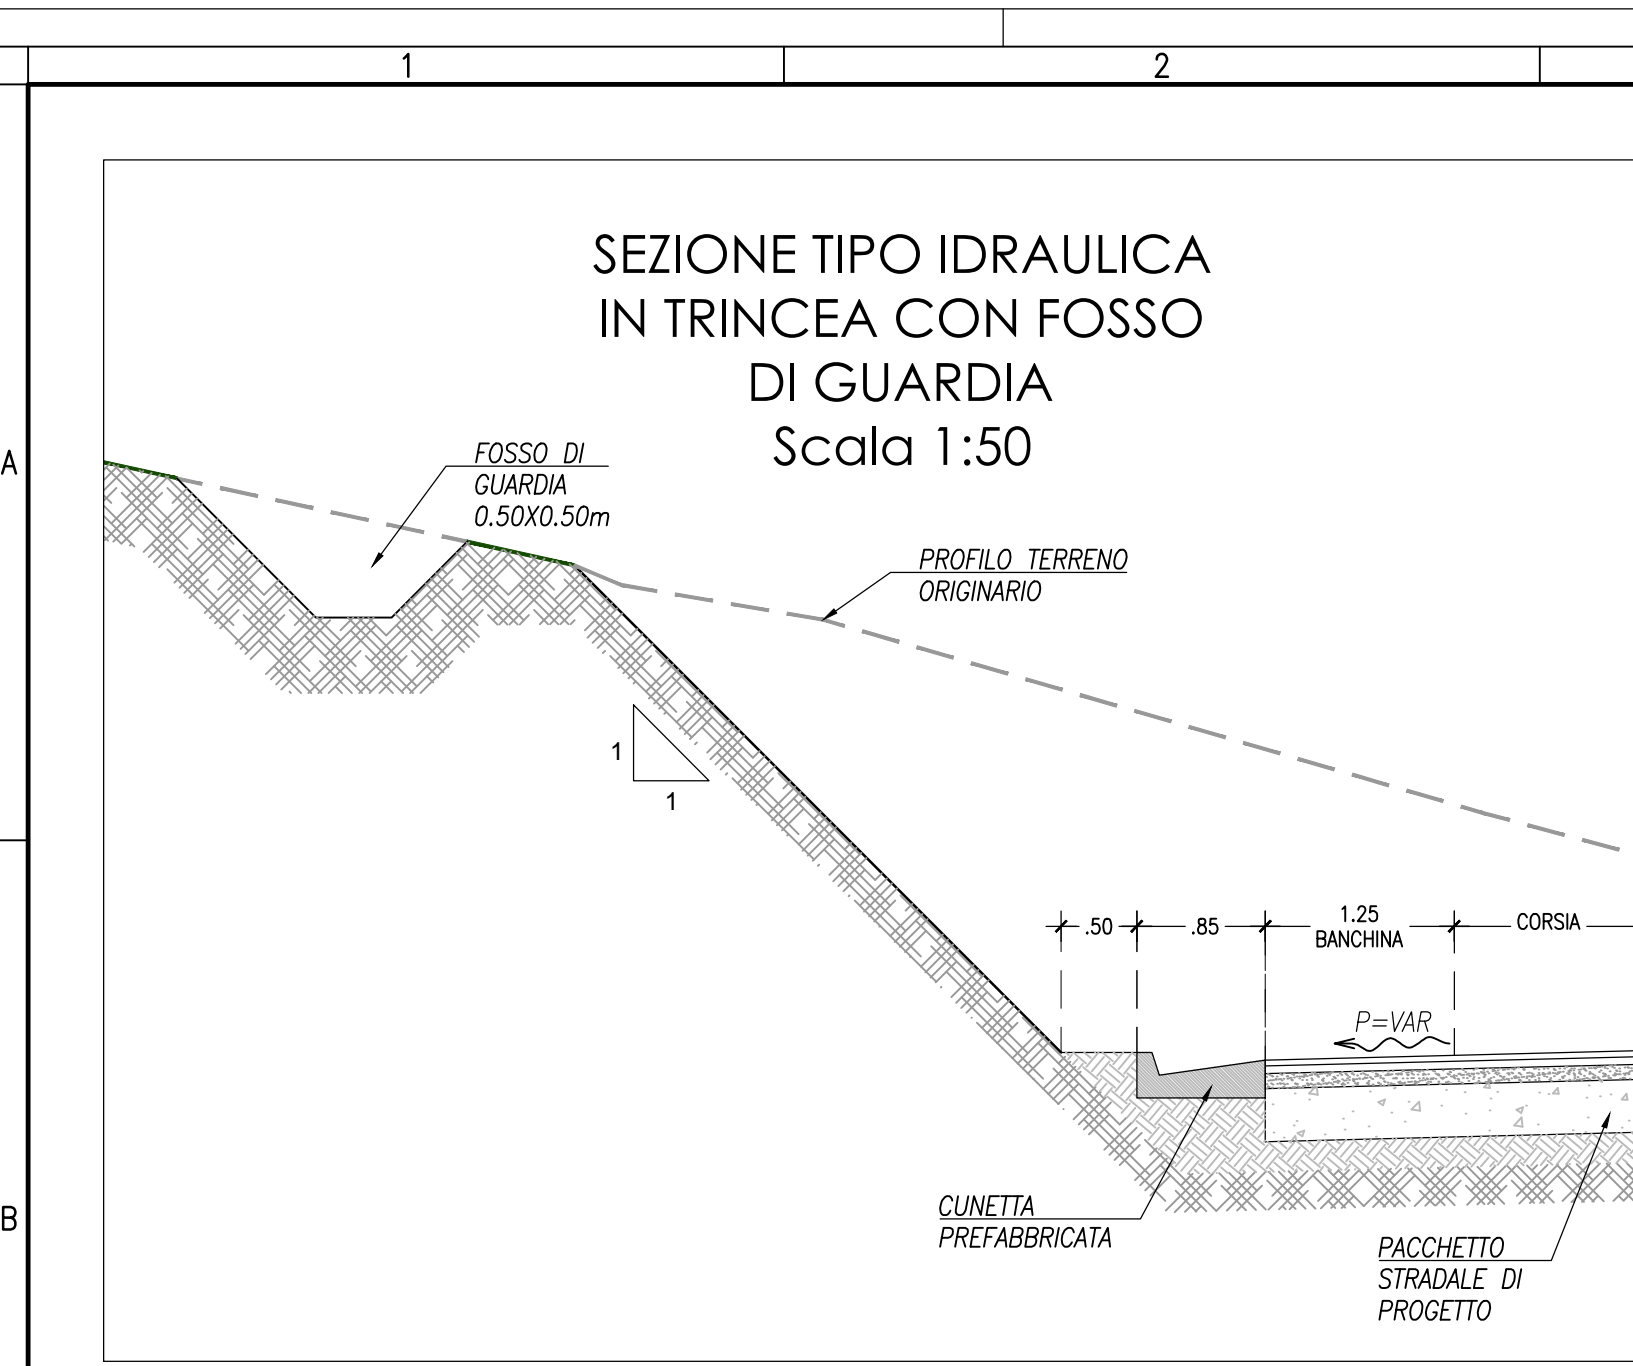 1
2
A
B
SEZIONE TIPO IDRAULICA
IN TRINCEA CON FOSSO
DI GUARDIA
Scala 1:50
FOSSO DI
GUARDIA
0.50X0.50m
PROFILO TERRENO
ORIGINARIO
1
1
.50
.85
1.25
BANCHINA
CORSIA
P=VAR
CUNETTA
PREFABBRICATA
PACCHETTO
STRADALE DI
PROGETTO